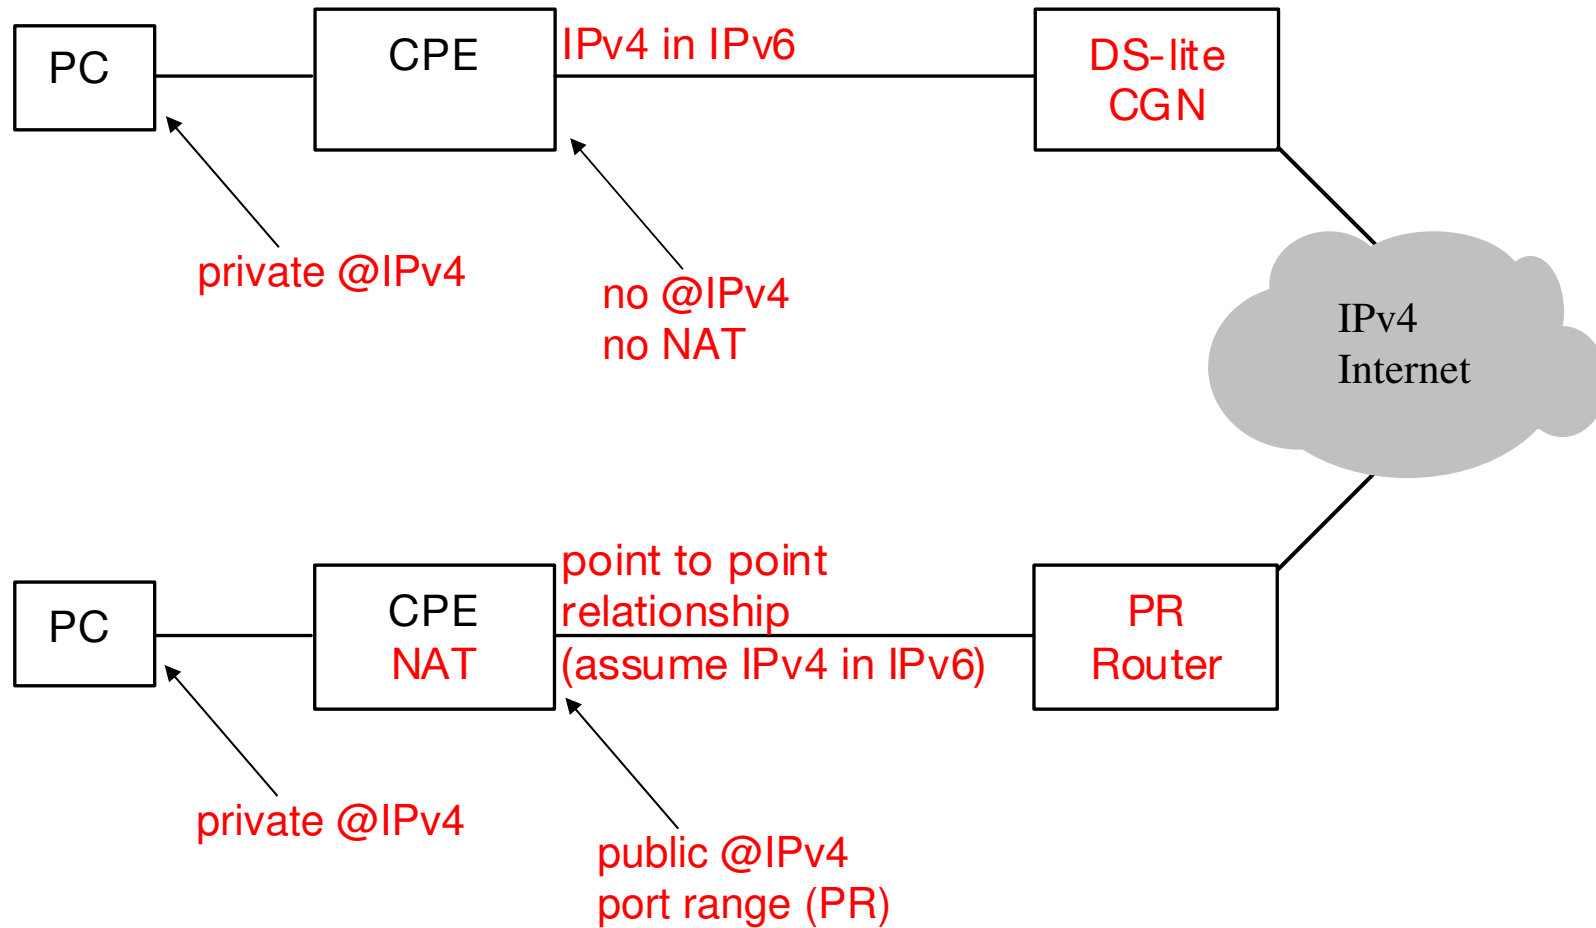 PC
CPE
IPv4 in IPv6
DS-lite
CGN
private @IPv4
no @IPv4
no NAT
IPv4
Internet
PC
CPE
NAT
point to point
relationship
(assume IPv4 in IPv6)
PR
Router
private @IPv4
public @IPv4
port range (PR)